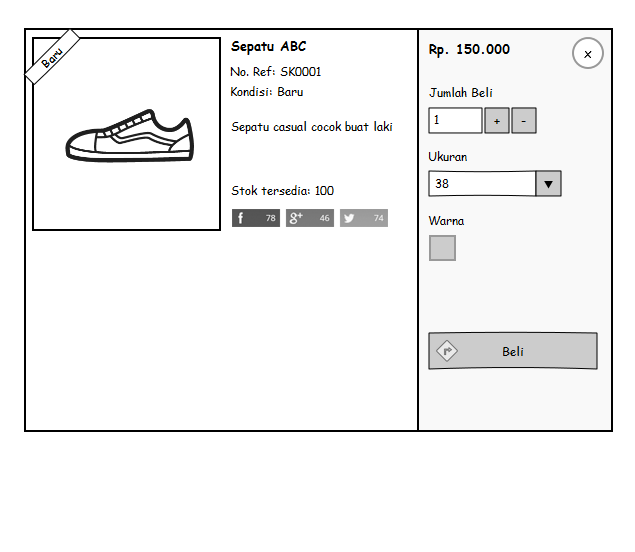 Baru
Sepatu ABC
No. Ref: SK0001
Kondisi: Baru
Sepatu casual cocok buat laki
Stok tersedia: 100
f 78
g+ 46
74
Rp. 150.000
x
Jumlah Beli
1 + -
Ukuran
38
Warna
Beli